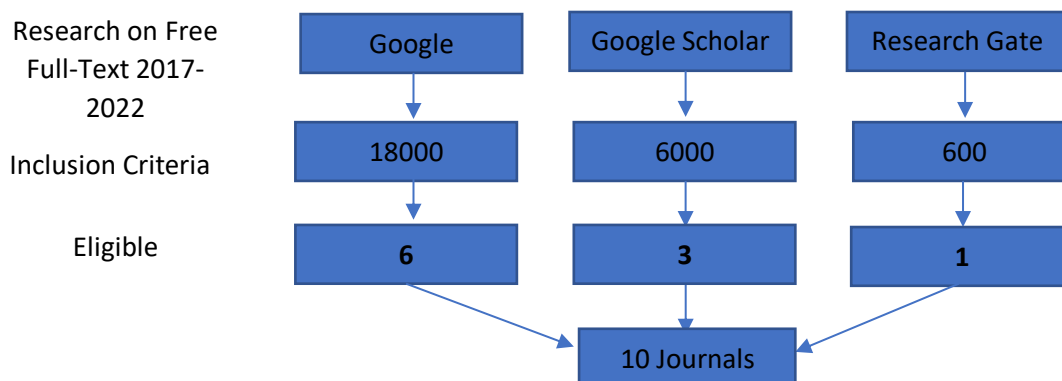 Research on Free
Full-Text 2017-
2022
Google
Google Scholar
Research Gate
Inclusion Criteria
18000
6000
600
Eligible
6
3
1
10 Journals